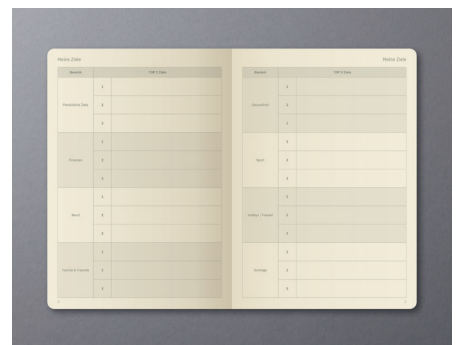 Meine Ziele
Bereich TOP 3 Ziele
Persönliche Ziele
1
2
3
Finanzen
1
2
3
Beruf
1
2
3
Familie & Freunde
1
2
3
Meine Ziele
Bereich TOP 3 Ziele
Gesundheit
1
2
3
Sport
1
2
3
Hobbys / Freizeit
1
2
3
Sonstige
1
2
3